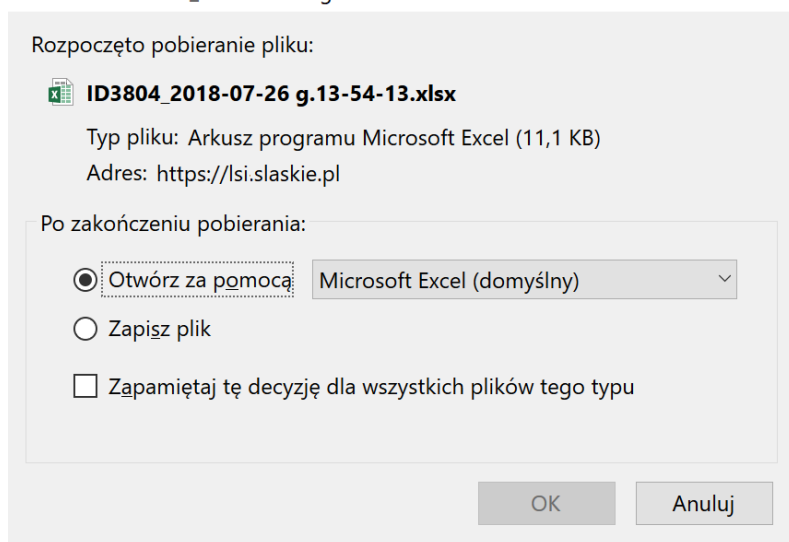 Rozpoczęto pobieranie pliku:
ID3804_2018-07-26 g.13-54-13.xlsx
Typ pliku: Arkusz programu Microsoft Excel (11,1 KB)
Adres: https://lsi.slaskie.pl
Po zakończeniu pobierania:
Otwórz za pomocą Microsoft Excel (domyślny)
Zapisz plik
Zapamiętaj tę decyzję dla wszystkich plików tego typu
OK Anuluj